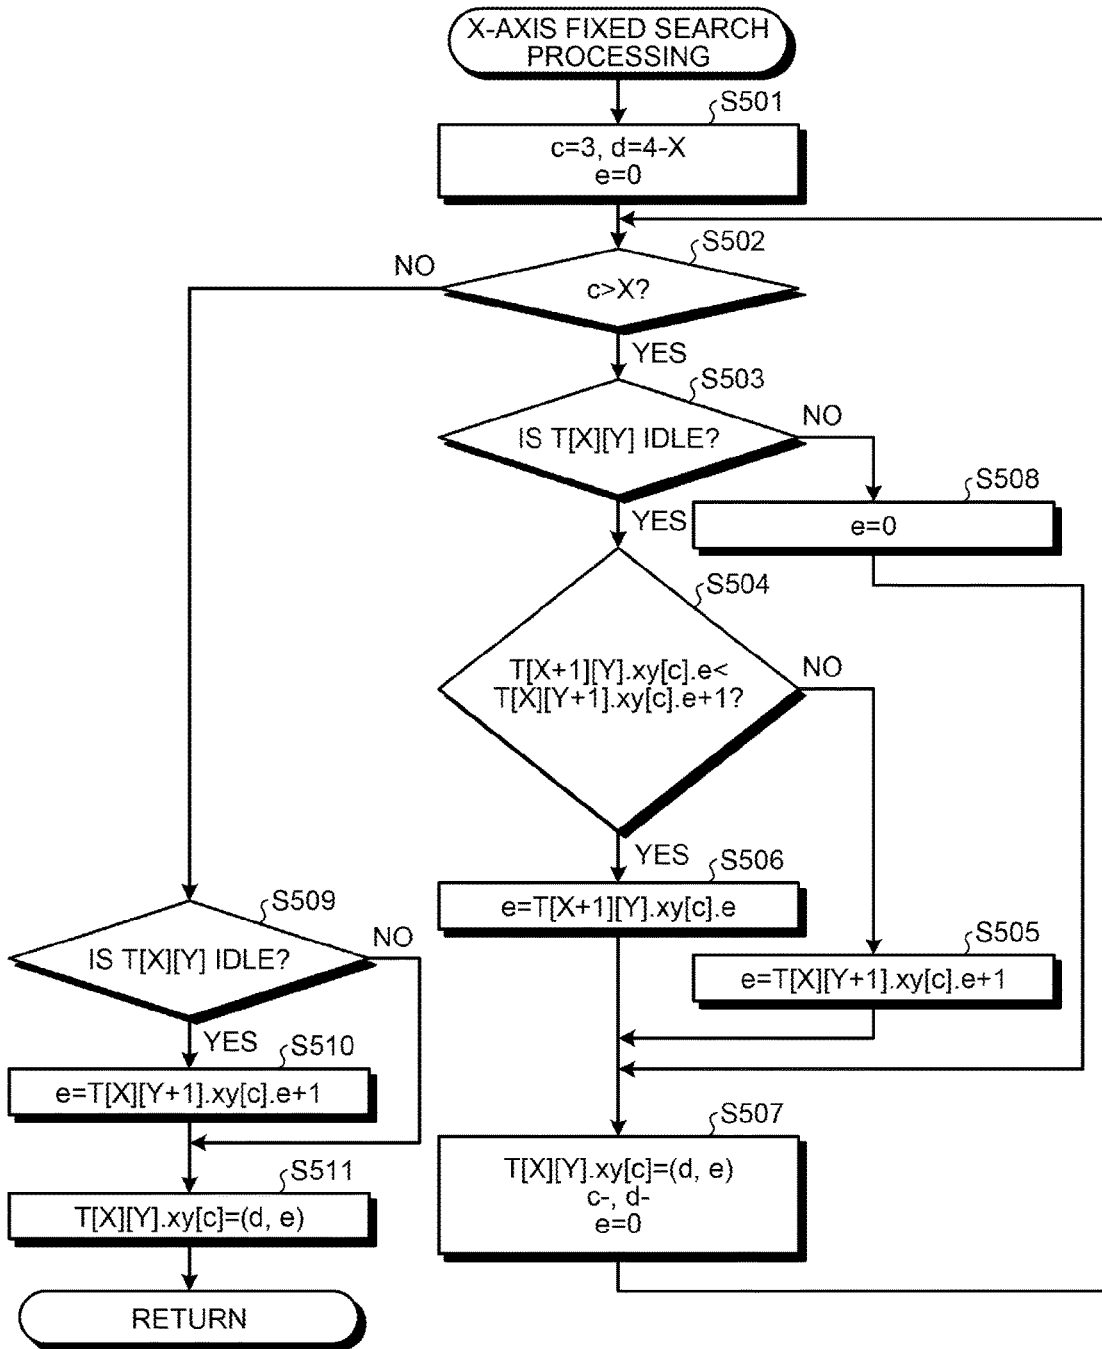 X-AXIS FIXED SEARCH
PROCESSING
S501
c=3, d=4-X
e=0
S502
NO
c>X?
YES
S503
NO
IS T[X][Y] IDLE?
S508
YES
e=0
S504
T[X+1][Y].xy[c].e<
T[X][Y+1].xy[c].e+1?
NO
YES
S506
e=T[X+1][Y].xy[c].e
S505
e=T[X][Y+1].xy[c].e+1
S509
NO
IS T[X][Y] IDLE?
YES
S510
e=T[X][Y+1].xy[c].e+1
S507
T[X][Y].xy[c]=(d, e)
c-, d-
e=0
S511
T[X][Y].xy[c]=(d, e)
RETURN